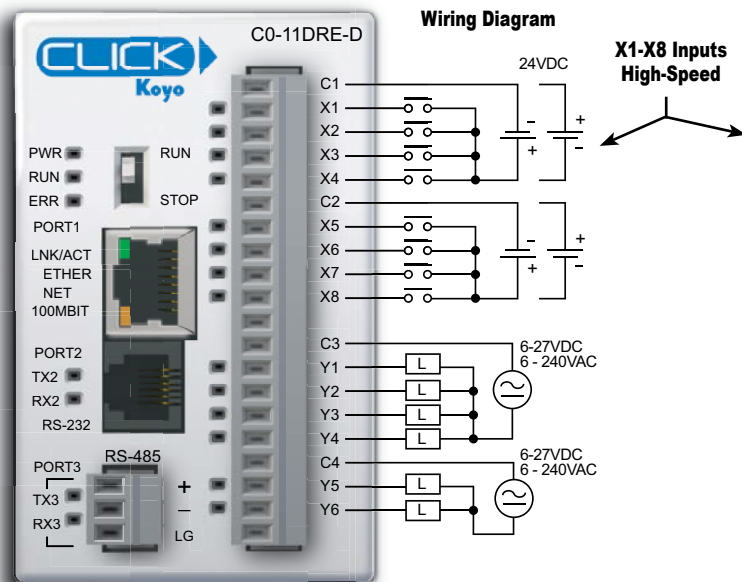 Wiring Diagram
X1-X8 Inputs
High-Speed
CLICK
Koyo
C0-11DRE-D
24VDC
PWR
RUN
ERR
RUN
STOP
PORT1
LNK/ACT
ETHER
NET
100MBIT
PORT2
TX2
RX2
RS-232
RS-485
PORT3
TX3
RX3
+
–
LG
C1
X1
X2
X3
X4
C2
X5
X6
X7
X8
C3
Y1
Y2
Y3
Y4
C4
Y5
Y6
–
+
+
–
–
+
+
–
L
L
L
L
6-27VDC
6 - 240VAC
L
L
6-27VDC
6 - 240VAC